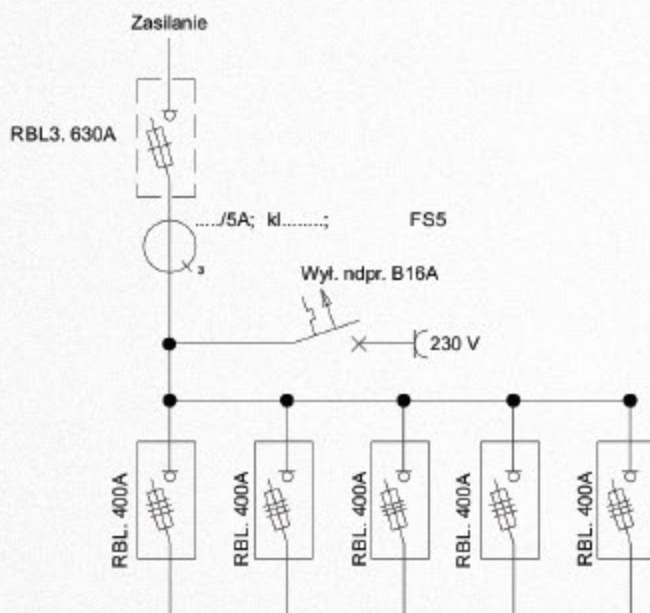 Zasilanie
RBL3. 630A
...../5A; kl........; FS5
3
Wył. ndpr. B16A
230 V
RBL. 400A
RBL. 400A
RBL. 400A
RBL. 400A
RBL. 400A